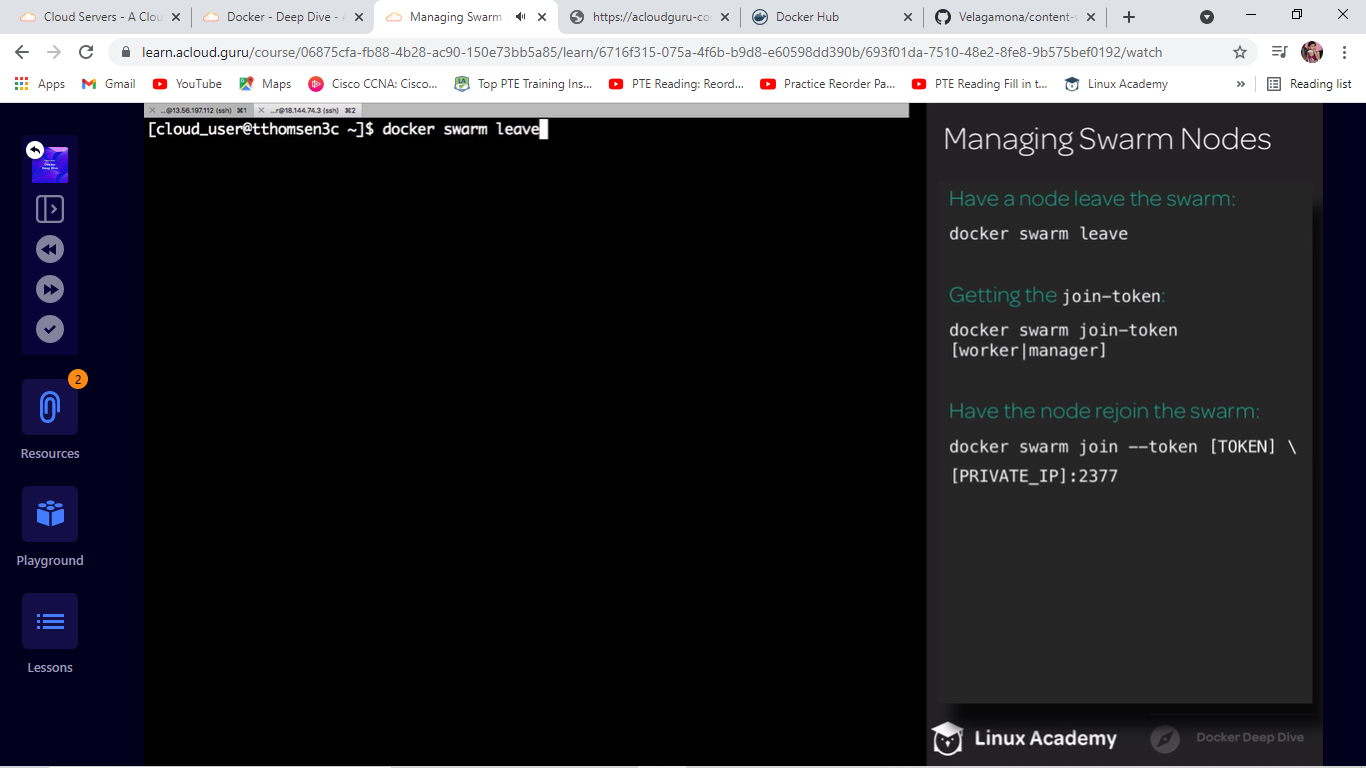 Cloud Servers - A Clou
Docker - Deep Dive - A
Managing Swarm
https://acloudguru-co
Docker Hub
Velagamona/content-
learn.acloud.guru/course/06875cfa-fb88-4b28-ac90-150e73bb5a85/learn/6716f315-075a-4f6b-b9d8-e60598dd390b/693f01da-7510-48e2-8fe8-9b575bef0192/watch
Apps
Gmail
YouTube
Maps
Cisco CCNA: Cisco...
Top PTE Training Ins...
PTE Reading: Reord...
Practice Reorder Pa...
PTE Reading Fill in t...
Linux Academy
»
Reading list
...@13.56.197.112 (ssh) ⌘1
...r@18.144.74.3 (ssh) ⌘2
[cloud_user@tthomsen3c ~]$ docker swarm leave
Docker
Deep Dive
2
Resources
Playground
Lessons
Managing Swarm Nodes
Have a node leave the swarm:
docker swarm leave
Getting the join-token:
docker swarm join-token
[worker|manager]
Have the node rejoin the swarm:
docker swarm join --token [TOKEN] \
[PRIVATE_IP]:2377
Linux Academy
Docker Deep Dive